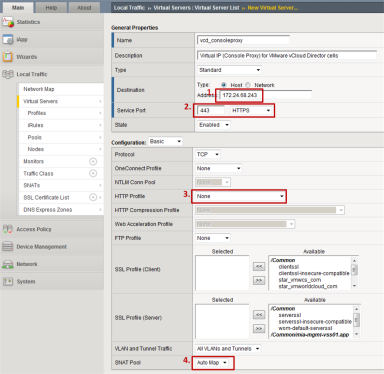 Main Help About
Local Traffic » Virtual Servers : Virtual Server List » New Virtual Server...
Statistics
iApp
Wizards
Local Traffic
Network Map
Virtual Servers
Profiles
iRules
Pools
Nodes
Monitors
Traffic Class
SNATs
SSL Certificate List
DNS Express Zones
Access Policy
Device Management
Network
System
General Properties
Name vcd_consoleproxy
Description Virtual IP (Console Proxy) for VMware vCloud Director cells
Type Standard
Destination Type: Host Network
1. Address: 172.24.68.243
Service Port 2. 443 HTTPS
State Enabled
Configuration: Basic
Protocol TCP
OneConnect Profile None
NTLM Conn Pool None
HTTP Profile 3. None
HTTP Compression Profile None
Web Acceleration Profile None
FTP Profile None
SSL Profile (Client) Selected Available
<< >>
/Common
clientssl
clientssl-insecure-compatible
star_vmwcs_com
star_vmworldcloud_com
SSL Profile (Server) Selected Available
<< >>
/Common
serverssl
serverssl-insecure-compatible
wom-default-serverssl
/Common/mia-mgmt-vss01.app
VLAN and Tunnel Traffic All VLANs and Tunnels
SNAT Pool 4. Auto Map